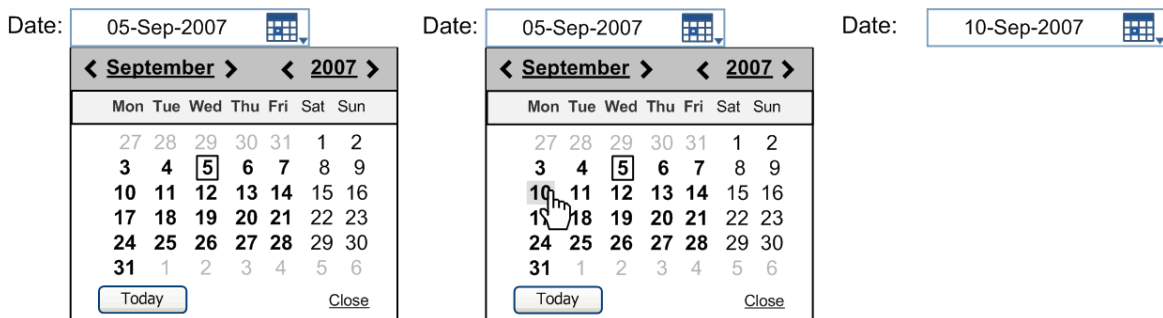 Date: 05-Sep-2007
September 2007
Mon Tue Wed Thu Fri Sat Sun
27 28 29 30 31 1 2
3 4 5 6 7 8 9
10 11 12 13 14 15 16
17 18 19 20 21 22 23
24 25 26 27 28 29 30
31 1 2 3 4 5 6
Today Close
Date: 05-Sep-2007
September 2007
Mon Tue Wed Thu Fri Sat Sun
27 28 29 30 31 1 2
3 4 5 6 7 8 9
10 11 12 13 14 15 16
17 18 19 20 21 22 23
24 25 26 27 28 29 30
31 1 2 3 4 5 6
Today Close
Date: 10-Sep-2007